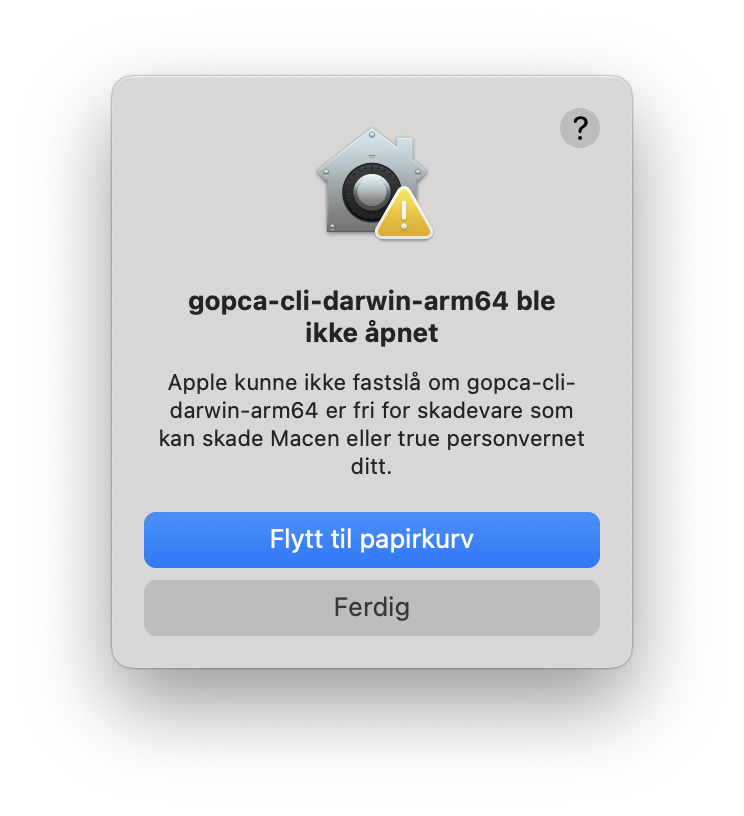 ?
gopca-cli-darwin-arm64 ble
ikke åpnet
Apple kunne ikke fastslå om gopca-cli-
darwin-arm64 er fri for skadevare som
kan skade Macen eller true personvernet
ditt.
Flytt til papirkurv
Ferdig